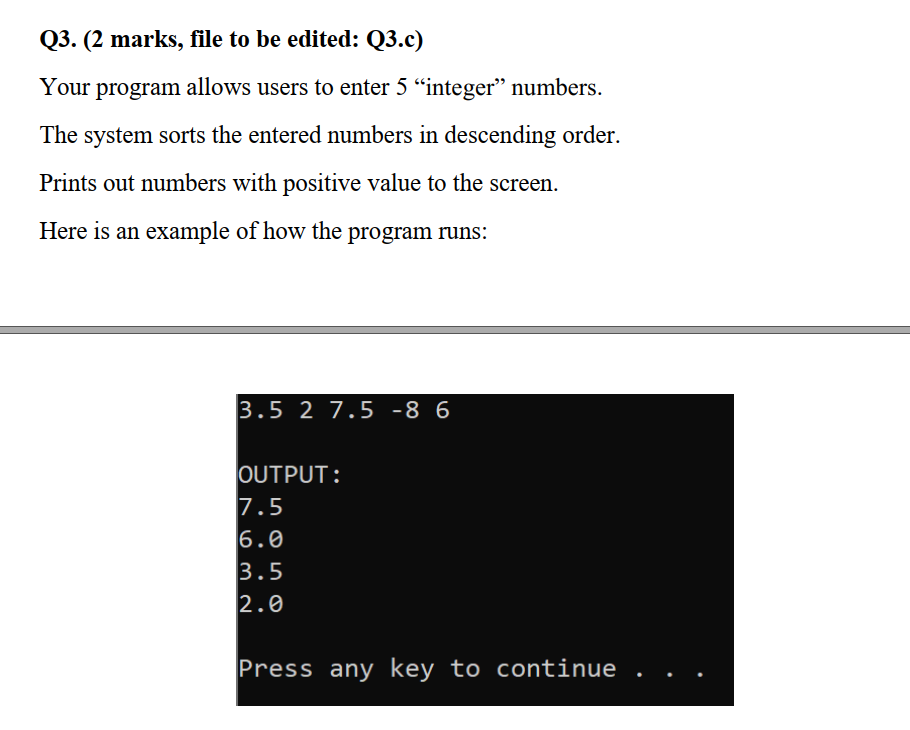 Q3. (2 marks, file to be edited: Q3.c)
Your program allows users to enter 5 “integer” numbers.
The system sorts the entered numbers in descending order.
Prints out numbers with positive value to the screen.
Here is an example of how the program runs:
3.5 2 7.5 -8 6
OUTPUT:
7.5
6.0
3.5
2.0
Press any key to continue . . .